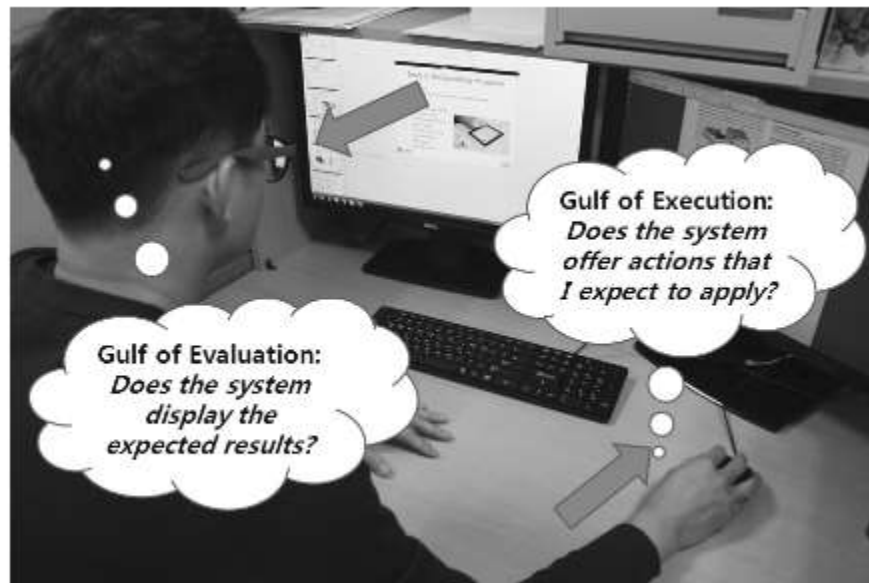 Gulf of Execution:
Does the system
offer actions that
I expect to apply?
Gulf of Evaluation:
Does the system
display the
expected results?